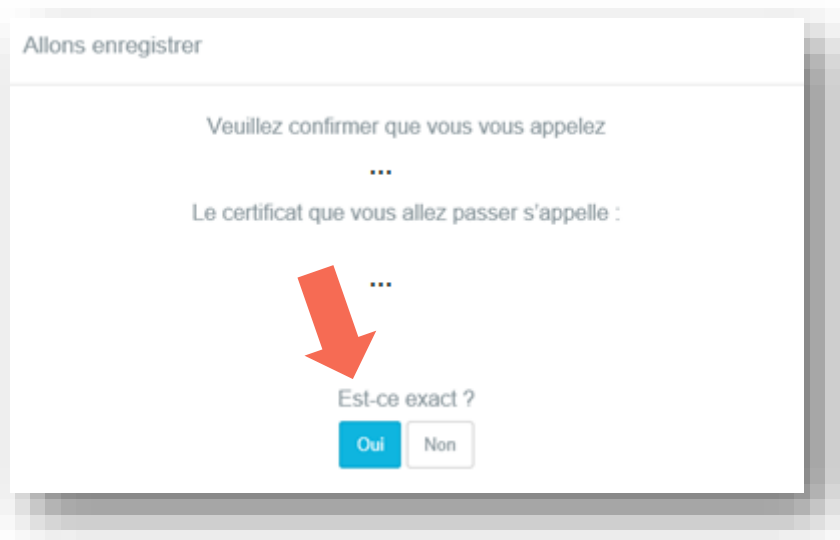 Allons enregistrer
Veuillez confirmer que vous vous appelez
...
Le certificat que vous allez passer s'appelle :
...
Est-ce exact ?
Oui Non